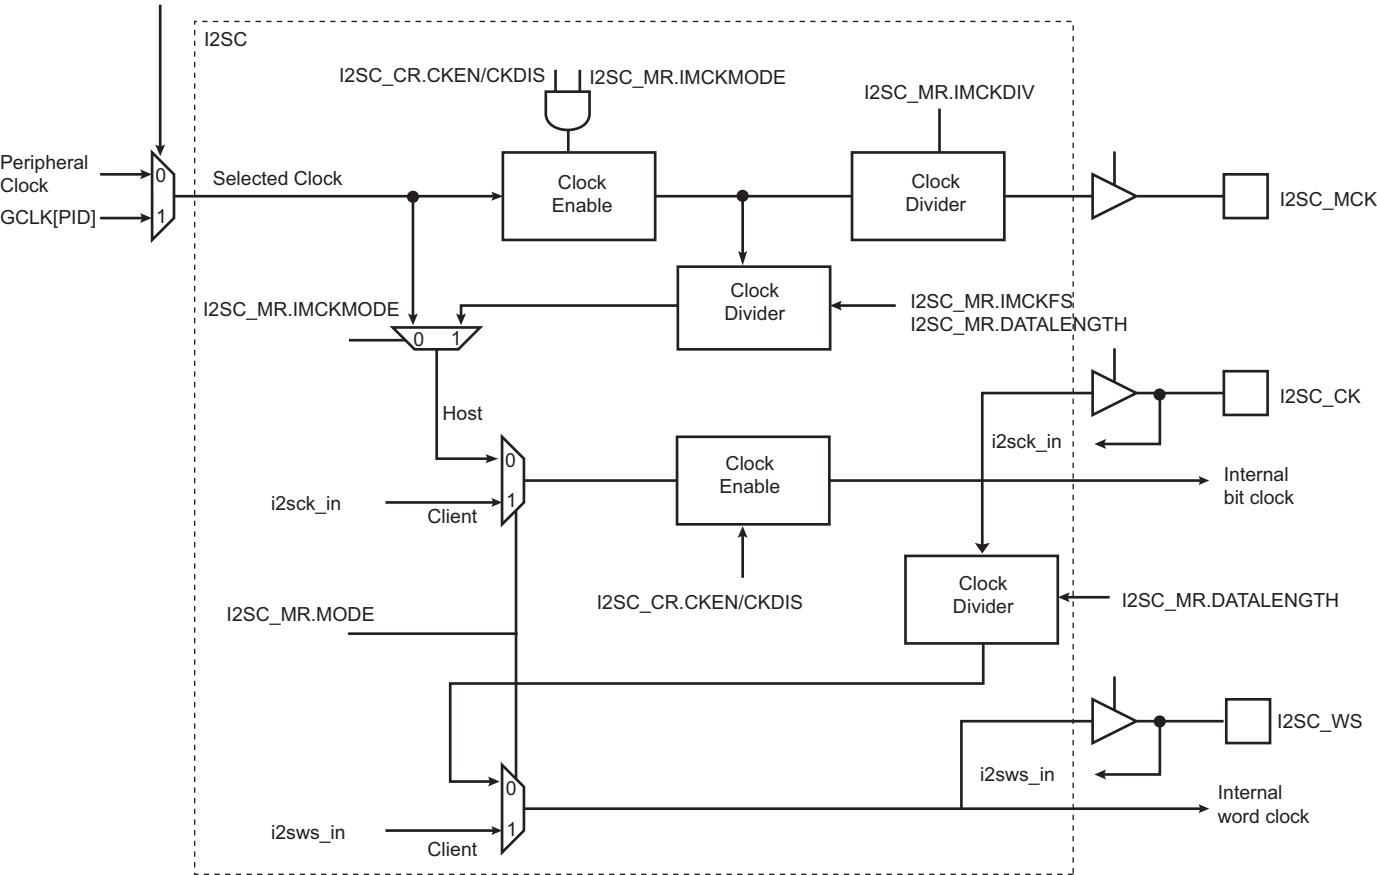 I2SC
I2SC_CR.CKEN/CKDIS
I2SC_MR.IMCKMODE
I2SC_MR.IMCKDIV
Peripheral
Clock
0
Selected Clock
Clock
Enable
Clock
Divider
I2SC_MCK
GCLK[PID]
1
I2SC_MR.IMCKMODE
0
1
Clock
Divider
I2SC_MR.IMCKFS
I2SC_MR.DATALENGTH
Host
I2SC_CK
i2sck_in
0
Clock
Enable
Internal
bit clock
i2sck_in
1
Client
I2SC_CR.CKEN/CKDIS
Clock
Divider
I2SC_MR.DATALENGTH
I2SC_MR.MODE
I2SC_WS
i2sws_in
0
Internal
word clock
i2sws_in
1
Client